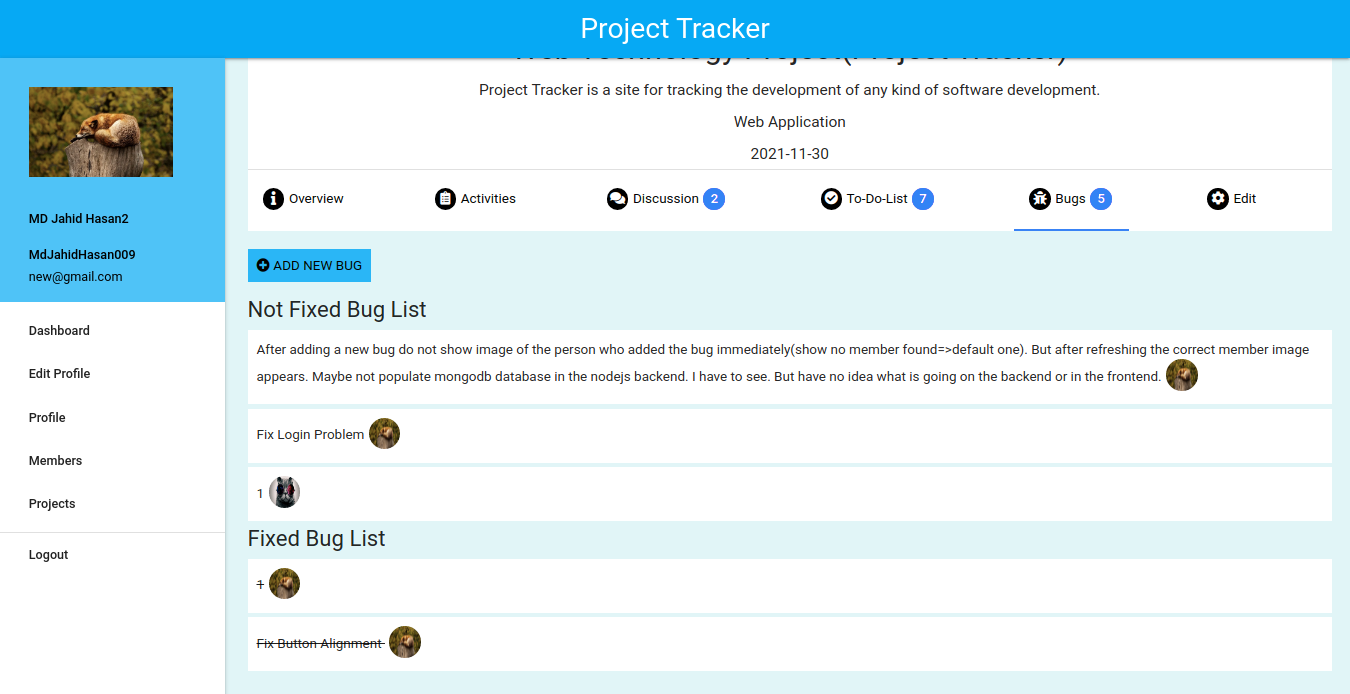 Project Tracker
MD Jahid Hasan2
MdJahidHasan009
new@gmail.com
Dashboard
Edit Profile
Profile
Members
Projects
Logout
Web Technology Project(Project Tracker)
Project Tracker is a site for tracking the development of any kind of software development.
Web Application
2021-11-30
Overview
Activities
Discussion 2
To-Do-List 7
Bugs 5
Edit
ADD NEW BUG
Not Fixed Bug List
After adding a new bug do not show image of the person who added the bug immediately(show no member found=>default one). But after refreshing the correct member image
appears. Maybe not populate mongodb database in the nodejs backend. I have to see. But have no idea what is going on the backend or in the frontend.
Fix Login Problem
1
Fixed Bug List
1
Fix Button Alignment